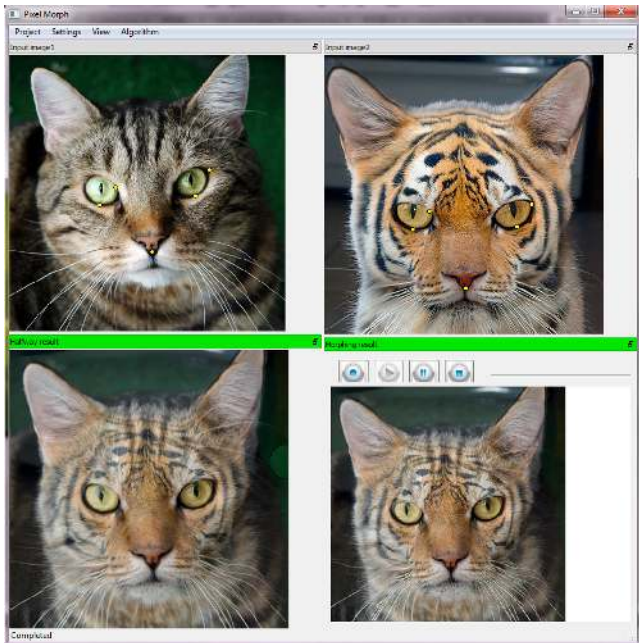 Pixel Morph
Project Settings View Algorithm
Input image1
Input image2
Halfway result
Morphing result
Completed